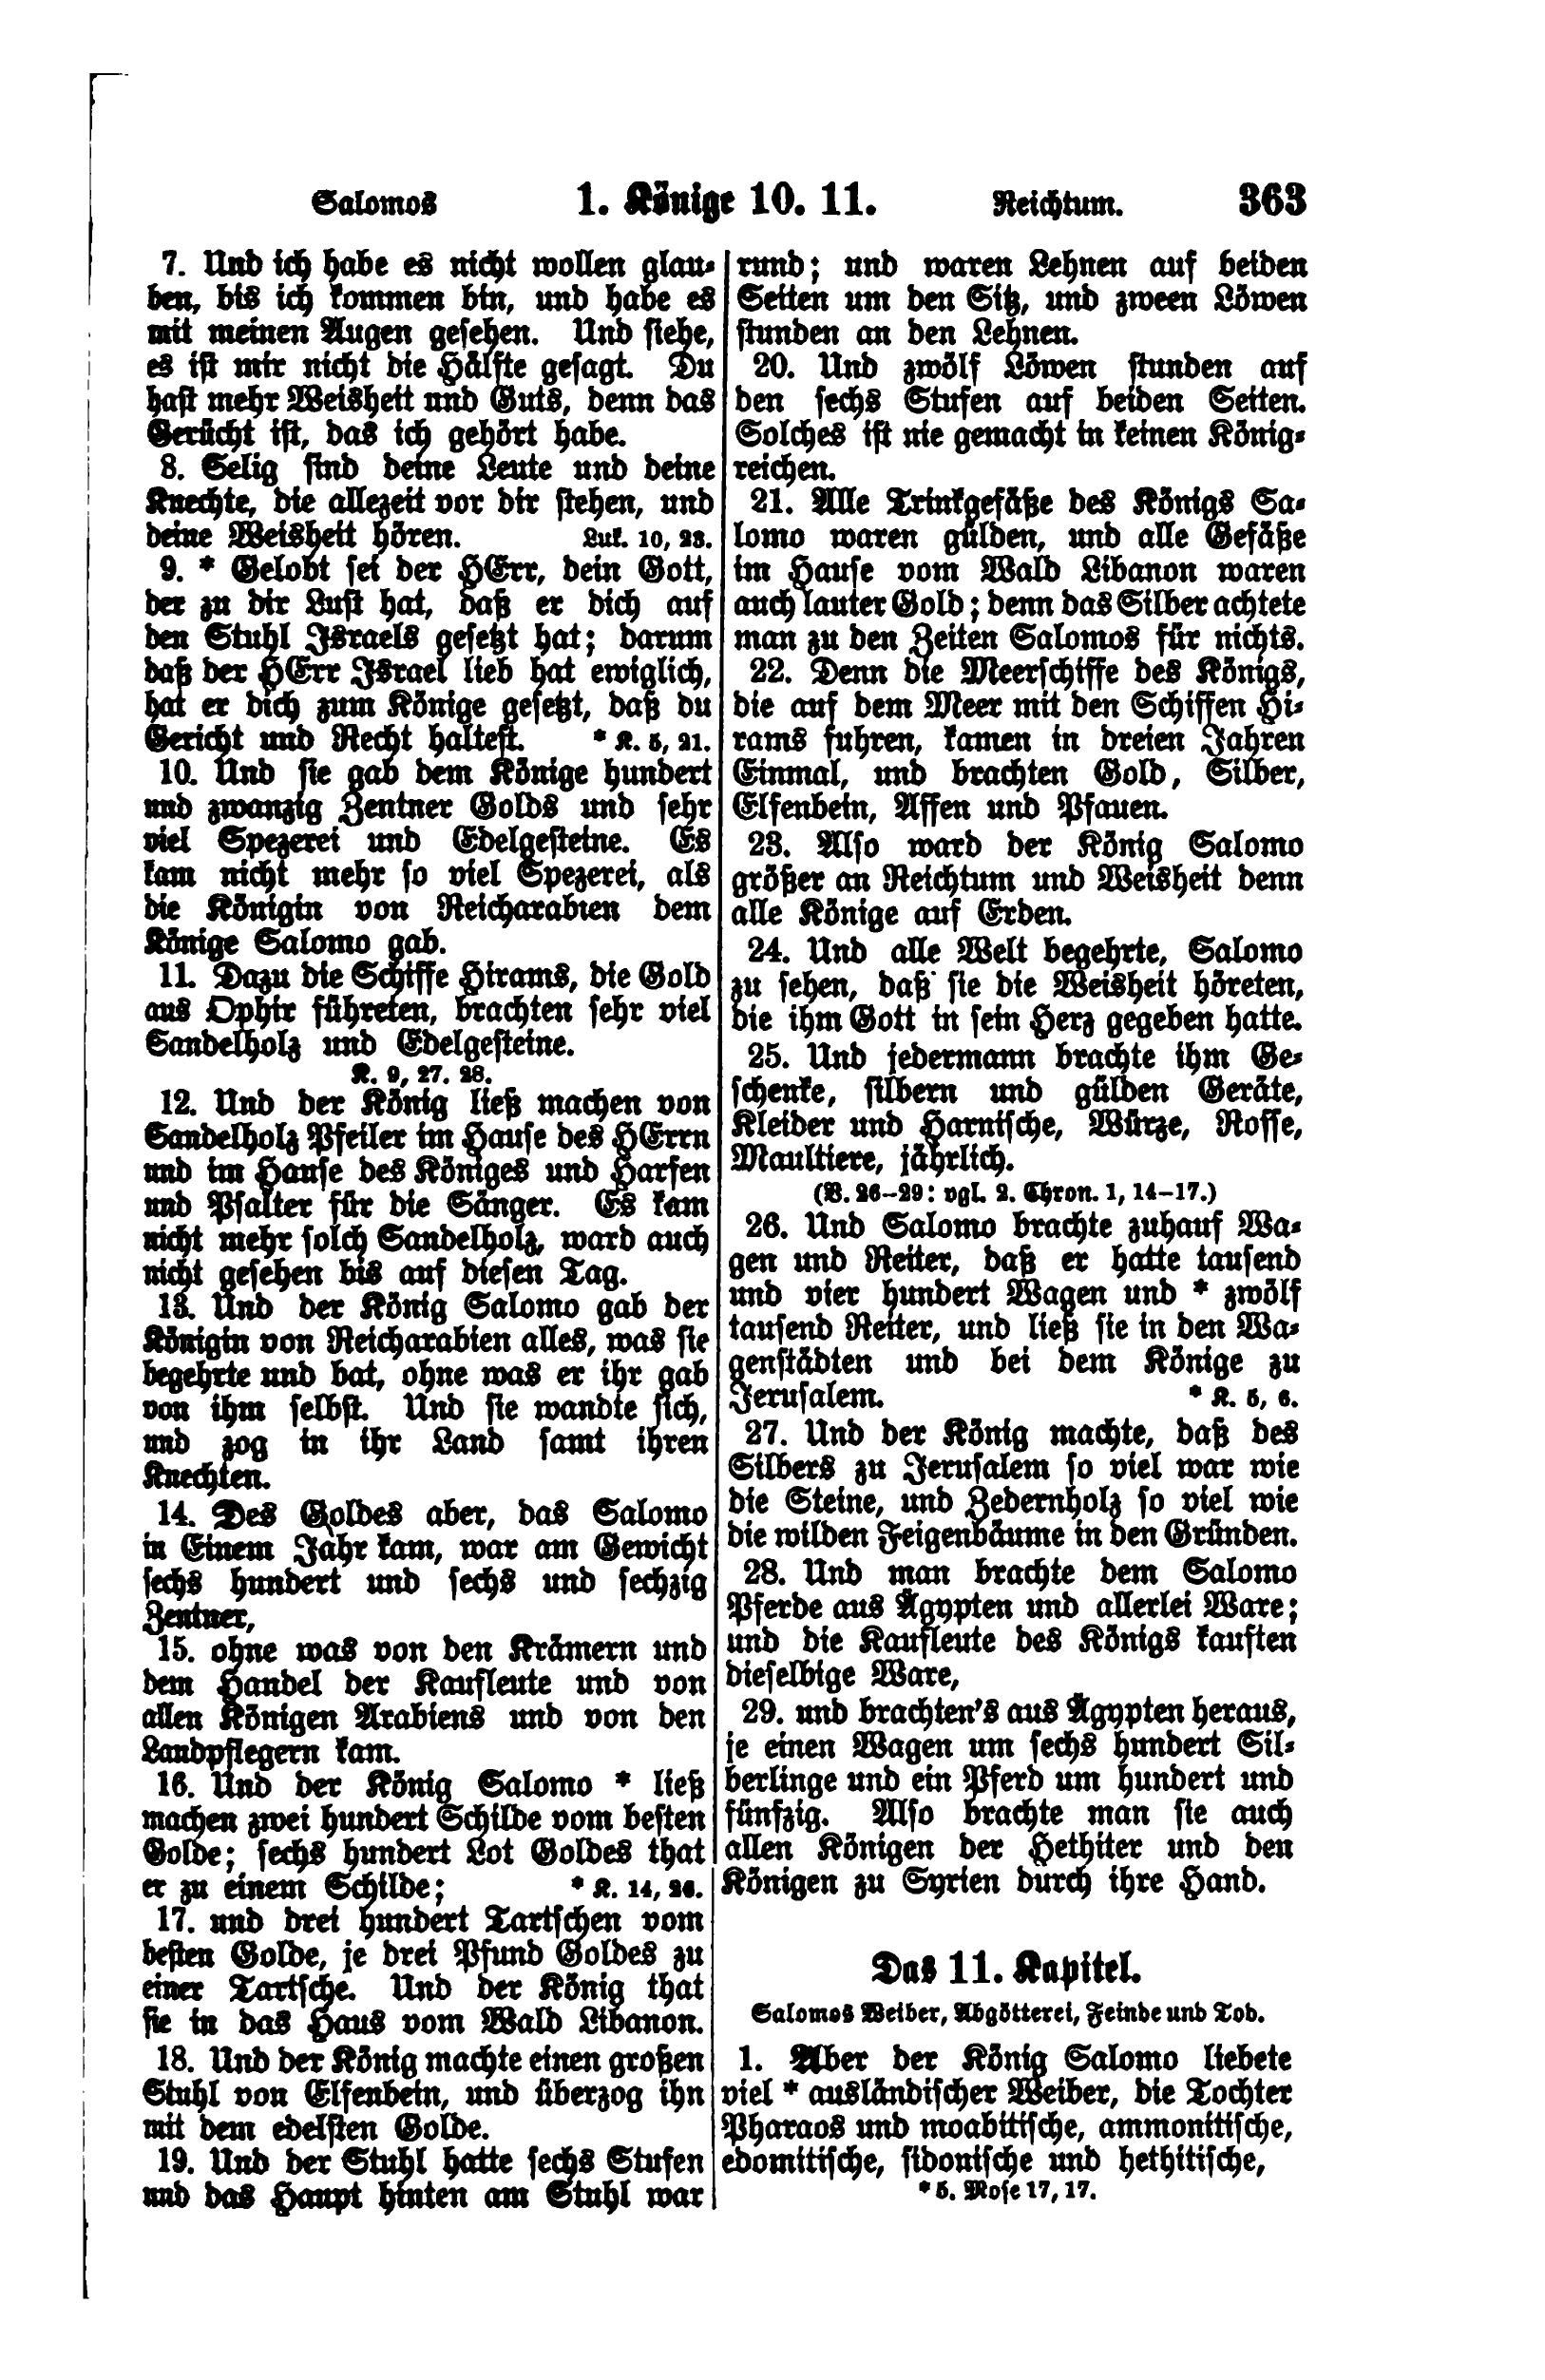 Salomos 1. Könige 10. 11. Reichtum. 363
7. Und ich habe es nicht wollen glau-
ben, bis ich kommen bin, und habe es
mit meinen Augen gesehen. Und siehe,
es ist mir nicht die Hälfte gesagt. Du
hast mehr Weisheit und Guts, denn das
Gerücht ist, das ich gehört habe.
8. Selig sind deine Leute und deine
Knechte, die allezeit vor dir stehen, und
deine Weisheit hören. Luk. 10, 23.
9. * Gelobt sei der HErr, dein Gott,
der zu dir Lust hat, daß er dich auf
den Stuhl Israels gesetzt hat; darum
daß der HErr Israel lieb hat ewiglich,
hat er dich zum Könige gesetzt, daß du
Gericht und Recht haltest. * K. 5, 21.
10. Und sie gab dem Könige hundert
und zwanzig Zentner Golds und sehr
viel Spezerei und Edelgesteine. Es
kam nicht mehr so viel Spezerei, als
die Königin von Reicharabien dem
Könige Salomo gab.
11. Dazu die Schiffe Hirams, die Gold
aus Ophir führeten, brachten sehr viel
Sandelholz und Edelgesteine.
K. 9, 27. 28.
12. Und der König ließ machen von
Sandelholz Pfeiler im Hause des HErrn
und im Hause des Königes und Harfen
und Psalter für die Sänger. Es kam
nicht mehr solch Sandelholz, ward auch
nicht gesehen bis auf diesen Tag.
13. Und der König Salomo gab der
Königin von Reicharabien alles, was sie
begehrte und bat, ohne was er ihr gab
von ihm selbst. Und sie wandte sich,
und zog in ihr Land samt ihren
Knechten.
14. Des Goldes aber, das Salomo
in Einem Jahr kam, war am Gewicht
sechs hundert und sechs und sechzig
Zentner,
15. ohne was von den Krämern und
dem Handel der Kaufleute und von
allen Königen Arabiens und von den
Landpflegern kam.
16. Und der König Salomo * ließ
machen zwei hundert Schilde vom besten
Golde; sechs hundert Lot Goldes that
er zu einem Schilde; * K. 14, 26.
17. und drei hundert Tartschen vom
besten Golde, je drei Pfund Goldes zu
einer Tartsche. Und der König that
sie in das Haus vom Wald Libanon.
18. Und der König machte einen großen
Stuhl von Elfenbein, und überzog ihn
mit dem edelsten Golde.
19. Und der Stuhl hatte sechs Stufen
und das Haupt hinten am Stuhl war
rund; und waren Lehnen auf beiden
Seiten um den Sitz, und zween Löwen
stunden an den Lehnen.
20. Und zwölf Löwen stunden auf
den sechs Stufen auf beiden Seiten.
Solches ist nie gemacht in keinen König-
reichen.
21. Alle Trinkgefäße des Königs Sa-
lomo waren gülden, und alle Gefäße
im Hause vom Wald Libanon waren
auch lauter Gold; denn das Silber achtete
man zu den Zeiten Salomos für nichts.
22. Denn die Meerschiffe des Königs,
die auf dem Meer mit den Schiffen Hi-
rams fuhren, kamen in dreien Jahren
Einmal, und brachten Gold, Silber,
Elfenbein, Affen und Pfauen.
23. Also ward der König Salomo
größer an Reichtum und Weisheit denn
alle Könige auf Erden.
24. Und alle Welt begehrte, Salomo
zu sehen, daß sie die Weisheit höreten,
die ihm Gott in sein Herz gegeben hatte.
25. Und jedermann brachte ihm Ge-
schenke, silbern und gülden Geräte,
Kleider und Harnische, Würze, Rosse,
Maultiere, jährlich.
(V. 26–29: vgl. 2. Chron. 1, 14–17.)
26. Und Salomo brachte zuhauf Wa-
gen und Reiter, daß er hatte tausend
und vier hundert Wagen und * zwölf
tausend Reiter, und ließ sie in den Wa-
genstädten und bei dem Könige zu
Jerusalem. * K. 5, 6.
27. Und der König machte, daß des
Silbers zu Jerusalem so viel war wie
die Steine, und Zedernholz so viel wie
die wilden Feigenbäume in den Gründen.
28. Und man brachte dem Salomo
Pferde aus Ägypten und allerlei Ware;
und die Kaufleute des Königs kauften
dieselbige Ware,
29. und brachten's aus Ägypten heraus,
je einen Wagen um sechs hundert Sil-
berlinge und ein Pferd um hundert und
fünfzig. Also brachte man sie auch
allen Königen der Hethiter und den
Königen zu Syrien durch ihre Hand.
Das 11. Kapitel.
Salomos Weiber, Abgötterei, Feinde und Tod.
1. Aber der König Salomo liebete
viel * ausländischer Weiber, die Tochter
Pharaos und moabitische, ammonitische,
edomitische, sidonische und hethitische,
* 5. Mose 17, 17.